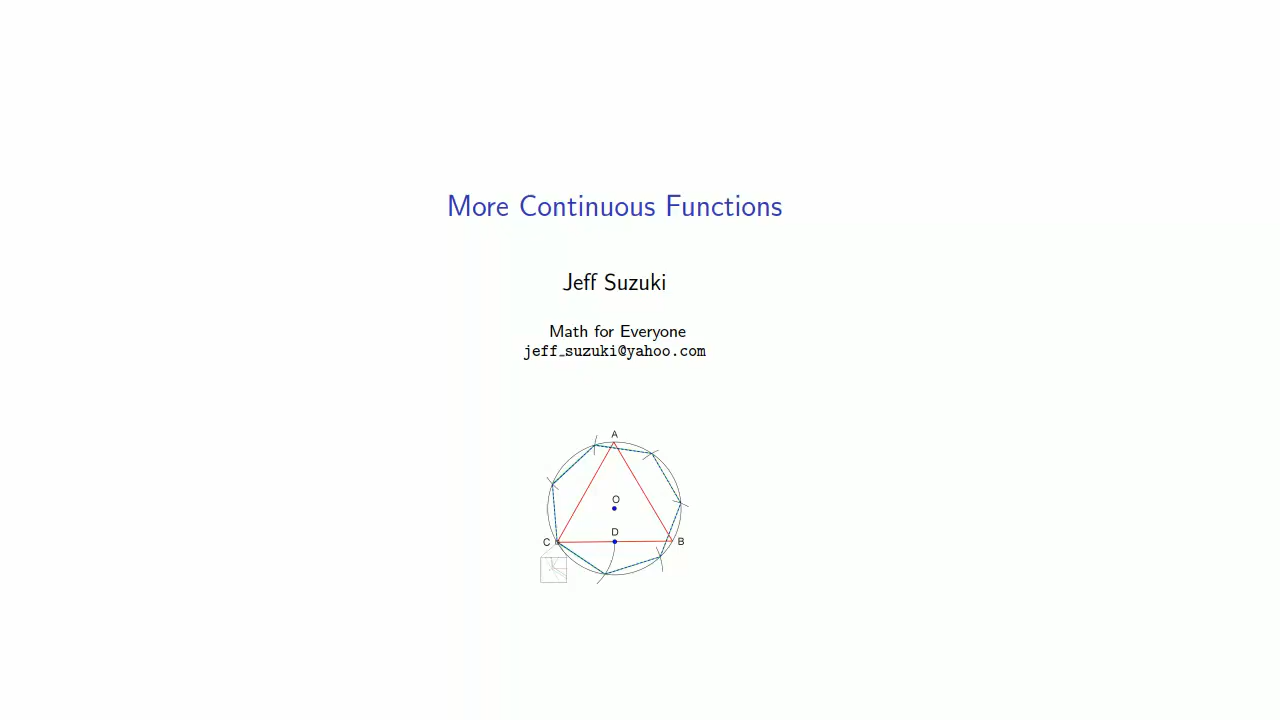 More Continuous Functions
Jeff Suzuki
Math for Everyone
jeff_suzuki@yahoo.com
A
O
D
C
B